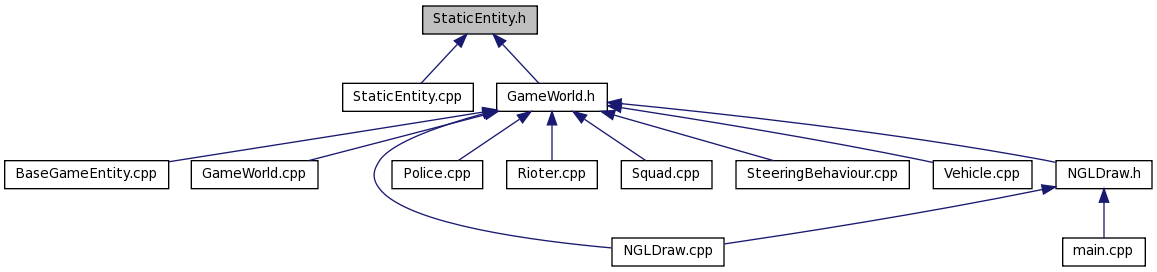 StaticEntity.h
StaticEntity.cpp
GameWorld.h
BaseGameEntity.cpp
GameWorld.cpp
Police.cpp
Rioter.cpp
Squad.cpp
SteeringBehaviour.cpp
Vehicle.cpp
NGLDraw.h
NGLDraw.cpp
main.cpp